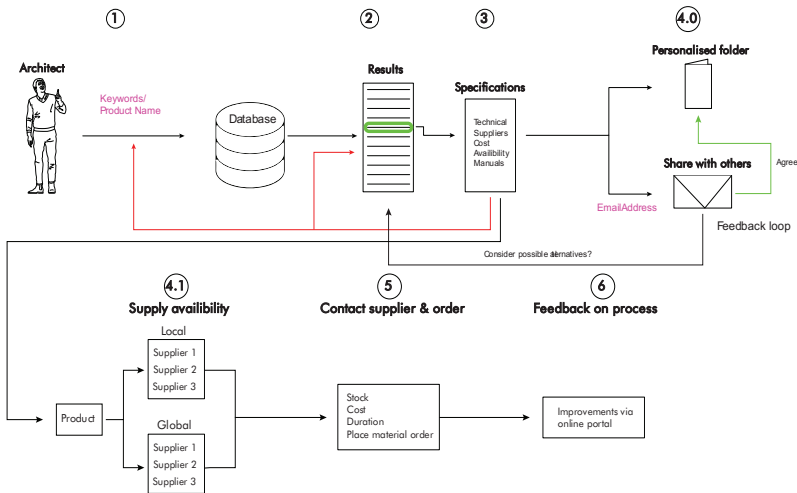 1
2
3
4.0
Personalised folder
Architect
Results
Specifications
Keywords/
Product Name
Database
Technical
Suppliers
Cost
Availibility
Manuals
Share with others
Agree
EmailAddress
Feedback loop
Consider possible alternatives?
4.1
5
6
Supply availibility
Contact supplier & order
Feedback on process
Local
Supplier 1
Supplier 2
Supplier 3
Product
Global
Supplier 1
Supplier 2
Supplier 3
Stock
Cost
Duration
Place material order
Improvements via
online portal